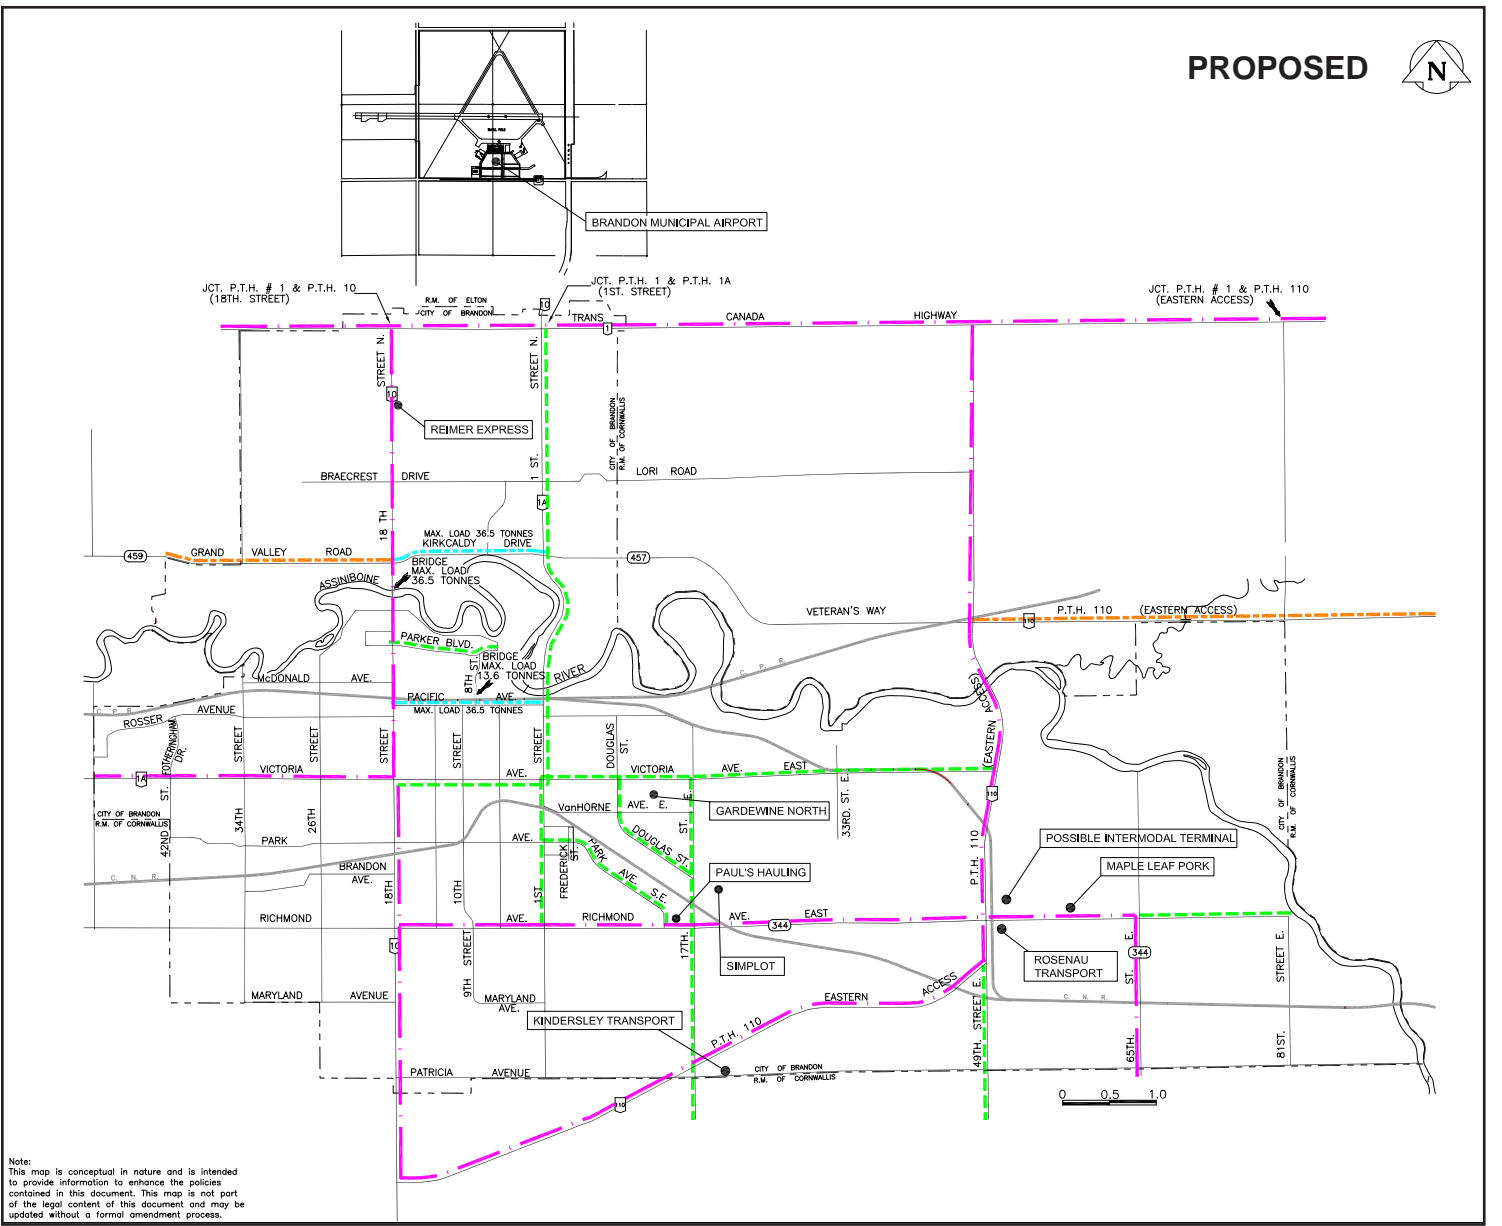 PROPOSED
N
BRANDON MUNICIPAL AIRPORT
JCT. P.T.H. # 1 & P.T.H. 10
(18TH. STREET)
R.M. OF ELTON
CITY OF BRANDON
10
JCT. P.T.H. 1 & P.T.H. 1A
(1ST. STREET)
JCT. P.T.H. # 1 & P.T.H. 110
(EASTERN ACCESS)
TRANS CANADA HIGHWAY
1
STREET N.
STREET N.
10
REIMER EXPRESS
CITY OF BRANDON
R.M. OF CORNWALLIS
BRAECREST DRIVE
1 ST.
LORI ROAD
1A
18 TH
MAX. LOAD 36.5 TONNES
KIRKCALDY DRIVE
459
GRAND VALLEY ROAD
457
BRIDGE
MAX. LOAD
36.5 TONNES
ASSINIBOINE
VETERAN'S WAY
P.T.H. 110 (EASTERN ACCESS)
110
PARKER BLVD.
BRIDGE
MAX. LOAD
13.6 TONNES
8TH ST.
RIVER
C. P. R.
McDONALD AVE.
PACIFIC AVE.
MAX. LOAD 36.5 TONNES
C. P. R.
ROSSER AVENUE
FOTHERINGHAM
DR.
STREET
STREET
STREET
STREET
STREET
DOUGLAS
ST.
(EASTERN ACCESS)
1A
VICTORIA AVE.
VICTORIA AVE. EAST
110
CITY OF BRANDON
R.M. OF CORNWALLIS
42ND ST.
34TH
26TH
VanHORNE AVE. E.
GARDEWINE NORTH
33RD. ST. E.
CITY OF BRANDON
R.M. OF CORNWALLIS
PARK AVE.
DOUGLAS ST.
ST. E.
P.T.H. 110
POSSIBLE INTERMODAL TERMINAL
MAPLE LEAF PORK
BRANDON
AVE.
C. N. R.
18TH
10TH
1ST
FREDERICK
ST.
PARK AVE. S.E.
PAUL'S HAULING
RICHMOND AVE.
RICHMOND AVE. EAST
344
10
9TH STREET
17TH.
SIMPLOT
ROSENAU
TRANSPORT
ST. E.
344
STREET E.
MARYLAND AVENUE
MARYLAND
AVE.
EASTERN ACCESS
C. N. R.
KINDERSLEY TRANSPORT
P.T.H. 110
49TH. STREET E.
65TH.
81ST.
PATRICIA AVENUE
CITY OF BRANDON
R.M. OF CORNWALLIS
110
0 0.5 1.0
Note:
This map is conceptual in nature and is intended
to provide information to enhance the policies
contained in this document. This map is not part
of the legal content of this document and may be
updated without a formal amendment process.